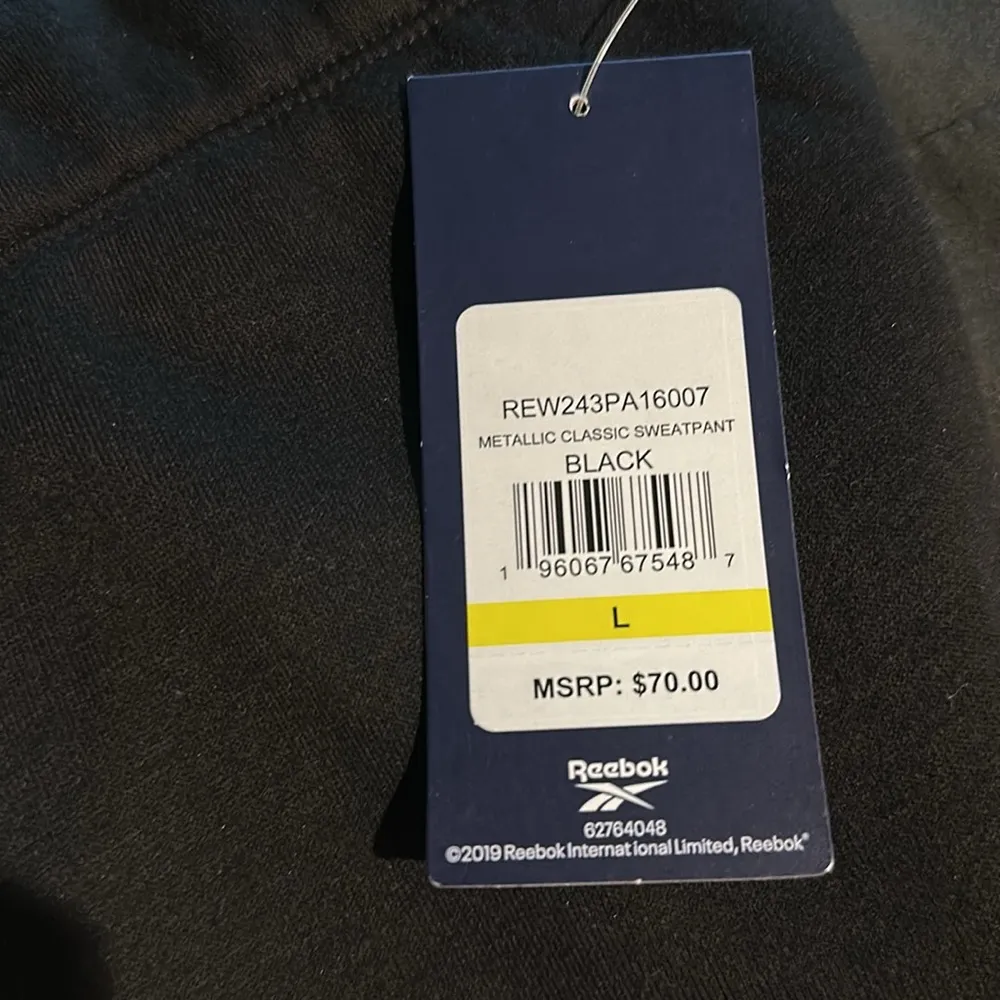 REW243PA16007
METALLIC CLASSIC SWEATPANT
BLACK
1 96067 67548 7
L
MSRP: $70.00
Reebok
62764048
©2019 Reebok International Limited, Reebok®